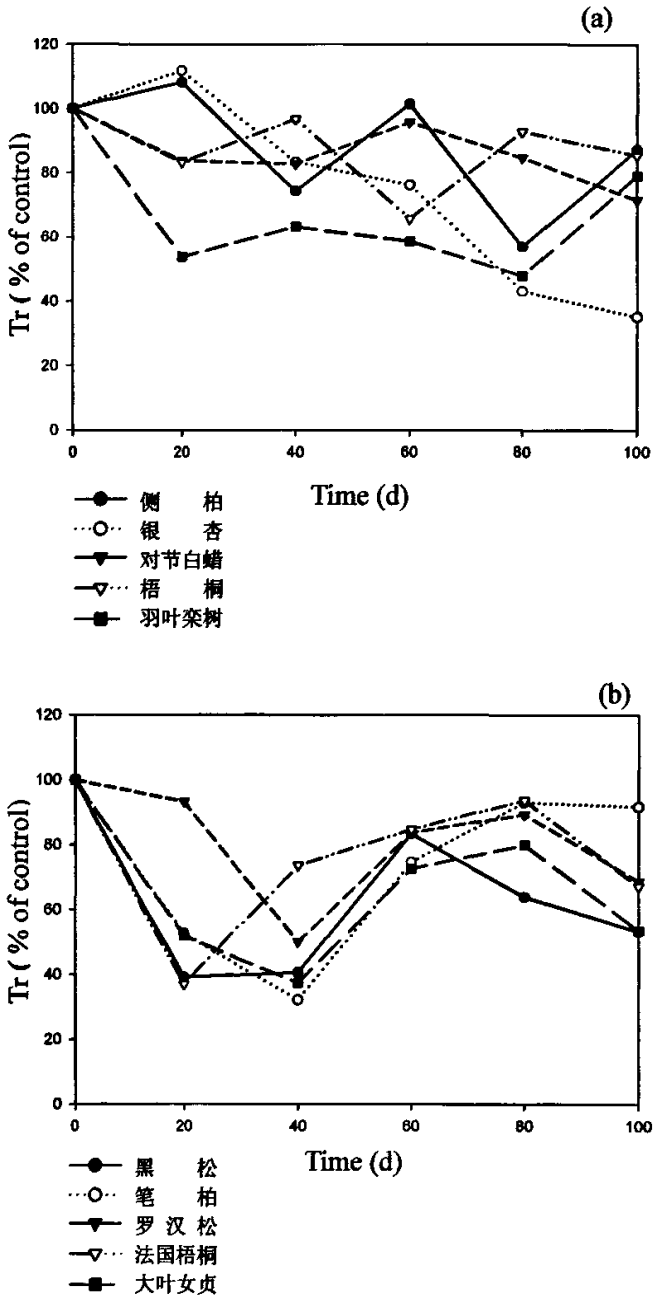 (a)
120
100
80
60
40
20
0
Tr ( % of control)
0 20 40 60 80 100
Time (d)
侧 柏
银 杏
对节白蜡
梧 桐
羽叶栾树
(b)
120
100
80
60
40
20
0
Tr ( % of control)
0 20 40 60 80 100
Time (d)
黑 松
笔 柏
罗 汉 松
法国梧桐
大叶女贞